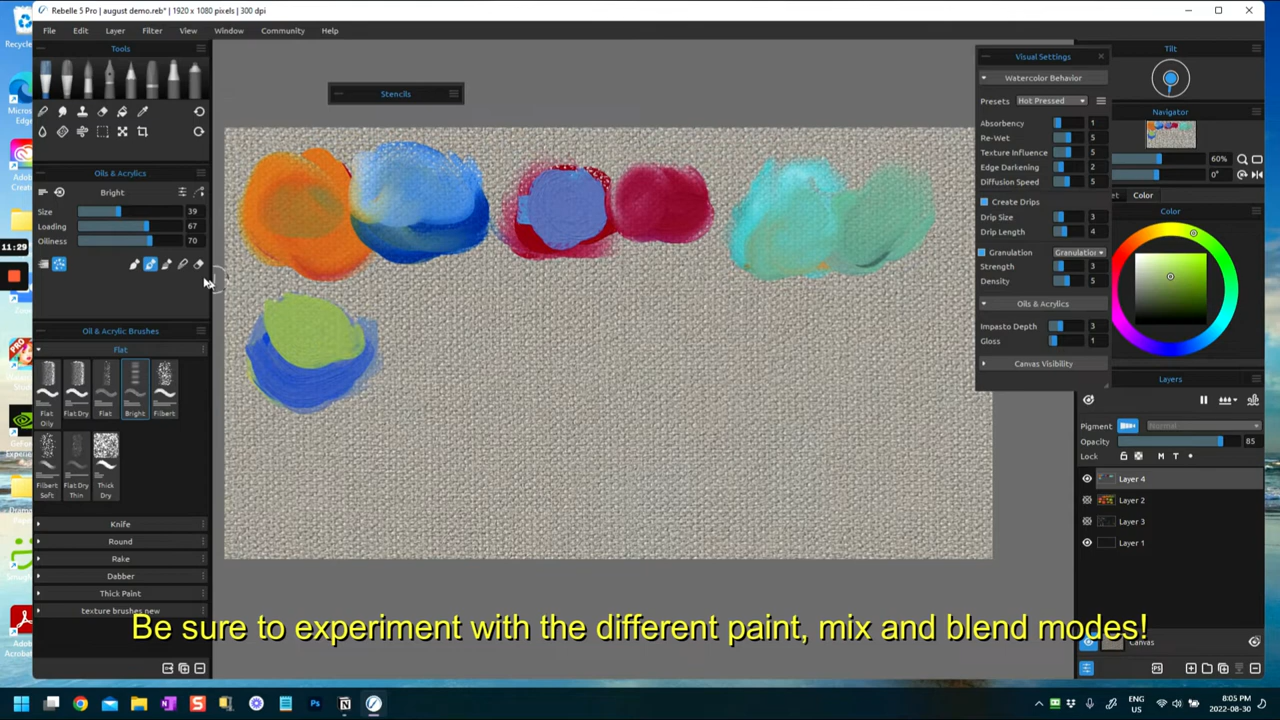 Rebelle 5 Pro | august demo.reb* | 1920 x 1080 pixels | 300 dpi
File Edit Layer Filter View Window Community Help
Tools
Oils & Acrylics
Bright
Size 39
Loading 67
Oiliness 70
11:29
Oil & Acrylic Brushes
Flat
Flat Oily
Flat Dry
Flat
Bright
Filbert
Filbert Soft
Flat Dry Thin
Thick Dry
Knife
Round
Rake
Dabber
Thick Paint
texture brushes new
Stencils
Visual Settings
Watercolor Behavior
Presets Hot Pressed
Absorbency 1
Re-Wet 5
Texture Influence 5
Edge Darkening 2
Diffusion Speed 5
Create Drips
Drip Size 3
Drip Length 4
Granulation Granulatio
Strength 3
Density 5
Oils & Acrylics
Impasto Depth 3
Gloss 1
Canvas Visibility
Tilt
Navigator
60%
0°
et Color
Color
Layers
Pigment Normal
Opacity 85
Lock M T
Layer 4
Layer 2
Layer 3
Layer 1
Canvas
Be sure to experiment with the different paint, mix and blend modes!
ENG
US
8:05 PM
2022-08-30